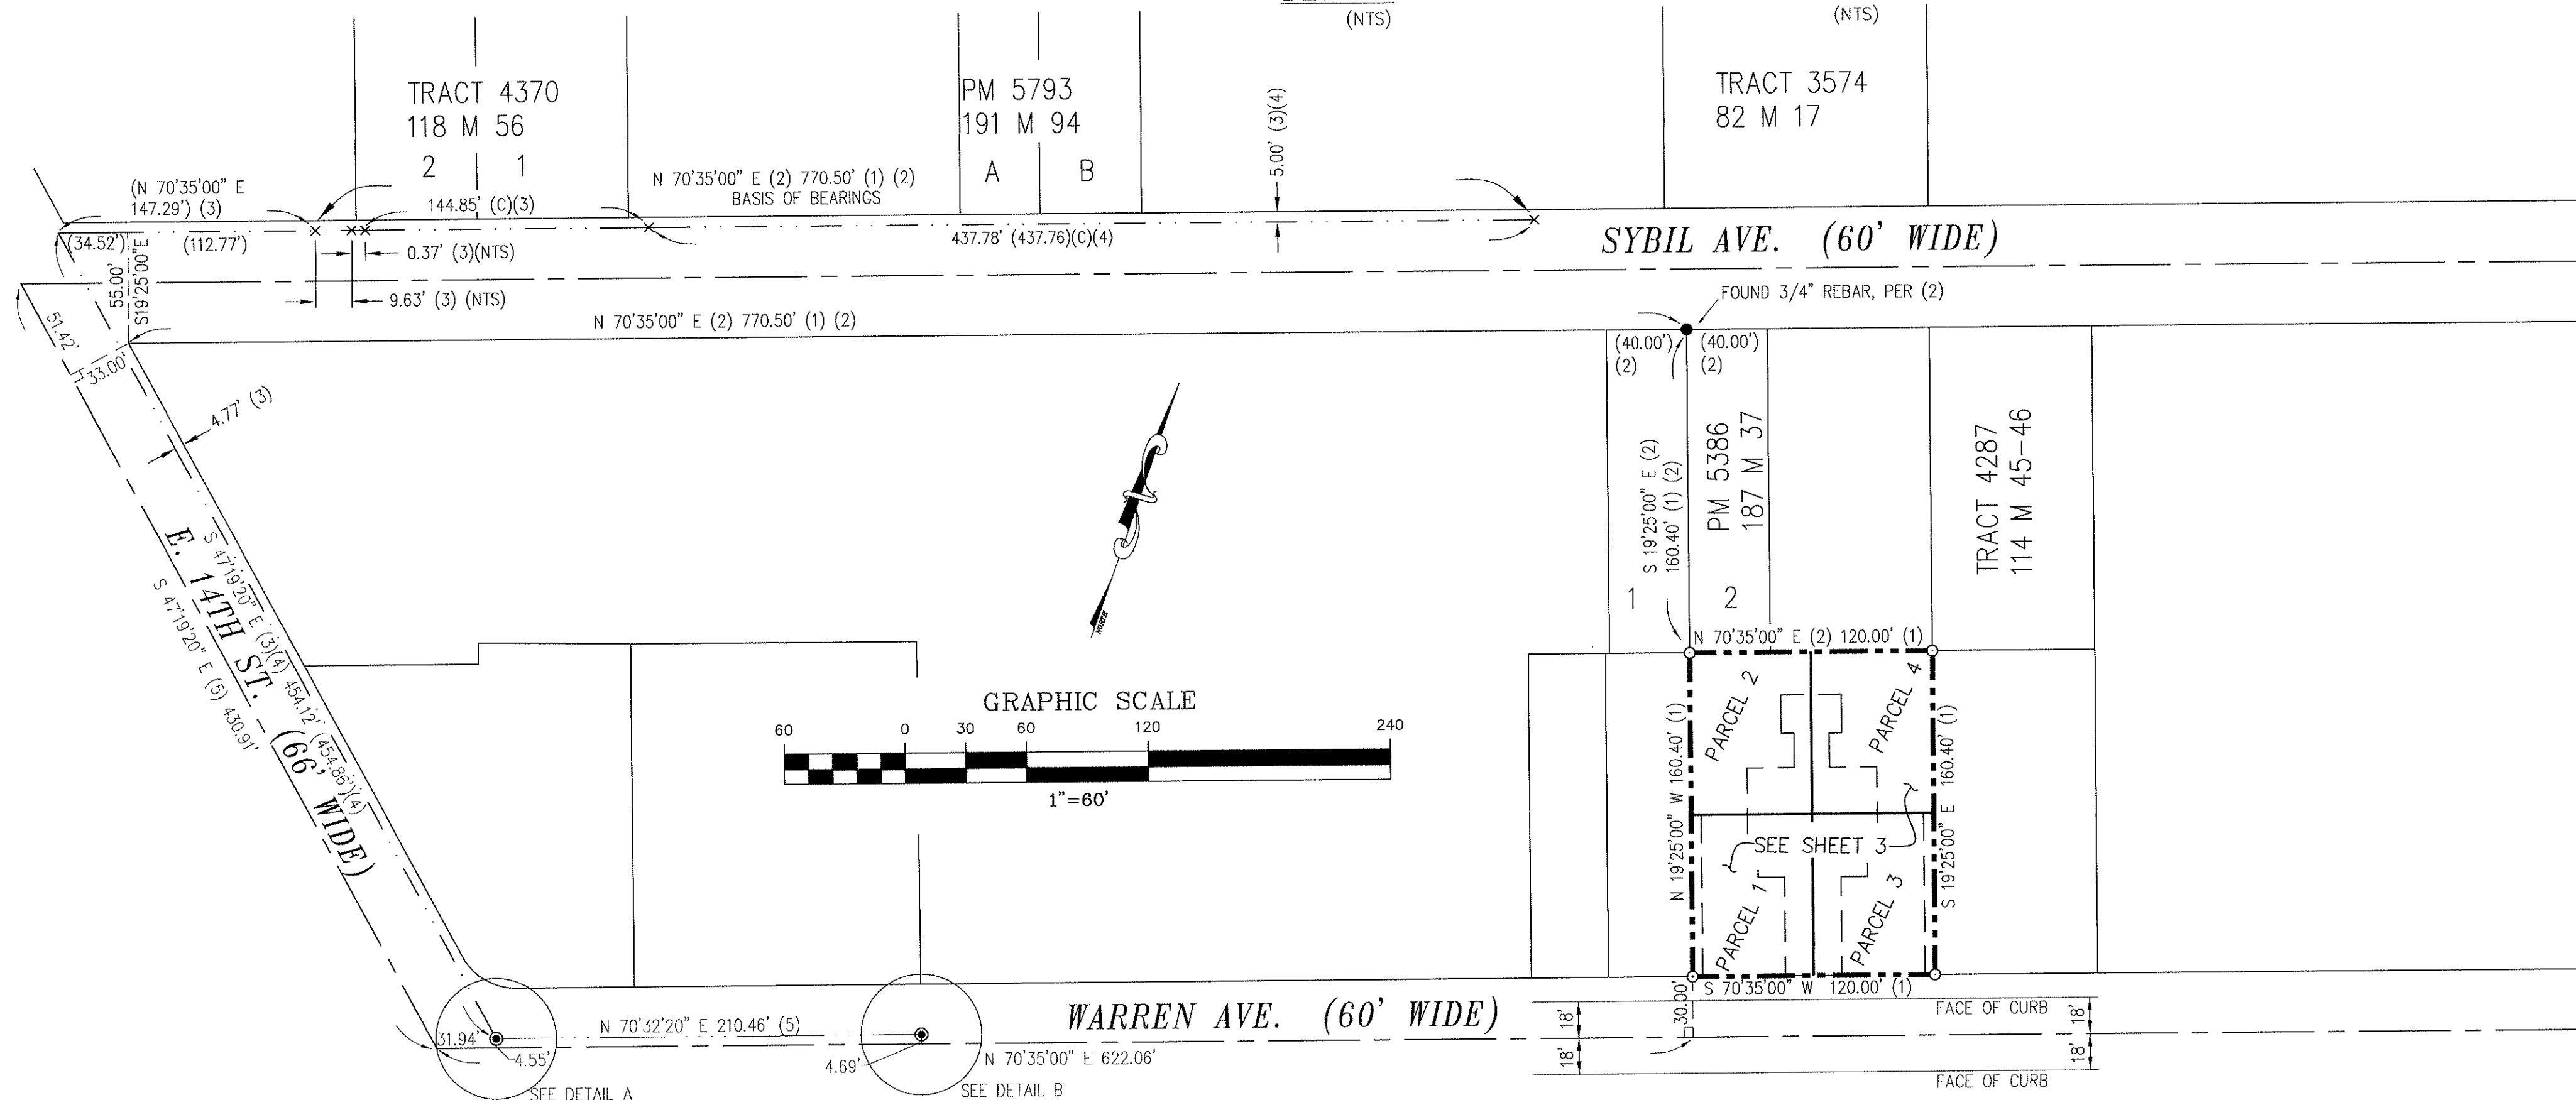 (NTS)
(NTS)
TRACT 4370
118 M 56
2 1
PM 5793
191 M 94
A B
TRACT 3574
82 M 17
5.00' (3)(4)
(N 70°35'00" E
147.29') (3)
144.85' (C)(3)
N 70°35'00" E (2) 770.50' (1) (2)
BASIS OF BEARINGS
(34.52')
(112.77')
0.37' (3)(NTS)
437.78' (437.76)(C)(4)
SYBIL AVE. (60' WIDE)
55.00'
S19°25'00"E
9.63' (3) (NTS)
FOUND 3/4" REBAR, PER (2)
51.42'
N 70°35'00" E (2) 770.50' (1) (2)
33.00'
(40.00')
(2)
(40.00')
(2)
4.77' (3)
S 19°25'00" E (2)
160.40' (1) (2)
PM 5386
187 M 37
TRACT 4287
114 M 45-46
1 2
E. 14TH ST. (66' WIDE)
S 47°19'20" E (3)(4) 454.12' (454.86')(4)
S 47°19'20" E (5) 430.91'
N 70°35'00" E (2) 120.00' (1)
GRAPHIC SCALE
60 0 30 60 120 240
1"=60'
PARCEL 2
PARCEL 4
N 19°25'00" W 160.40' (1)
S 19°25'00" E 160.40' (1)
SEE SHEET 3
PARCEL 1
PARCEL 3
S 70°35'00" W 120.00' (1)
WARREN AVE. (60' WIDE)
30.00'
FACE OF CURB
18'
18'
N 70°32'20" E 210.46' (5)
31.94'
4.55'
4.69'
N 70°35'00" E 622.06'
18'
18'
FACE OF CURB
SEE DETAIL A
SEE DETAIL B